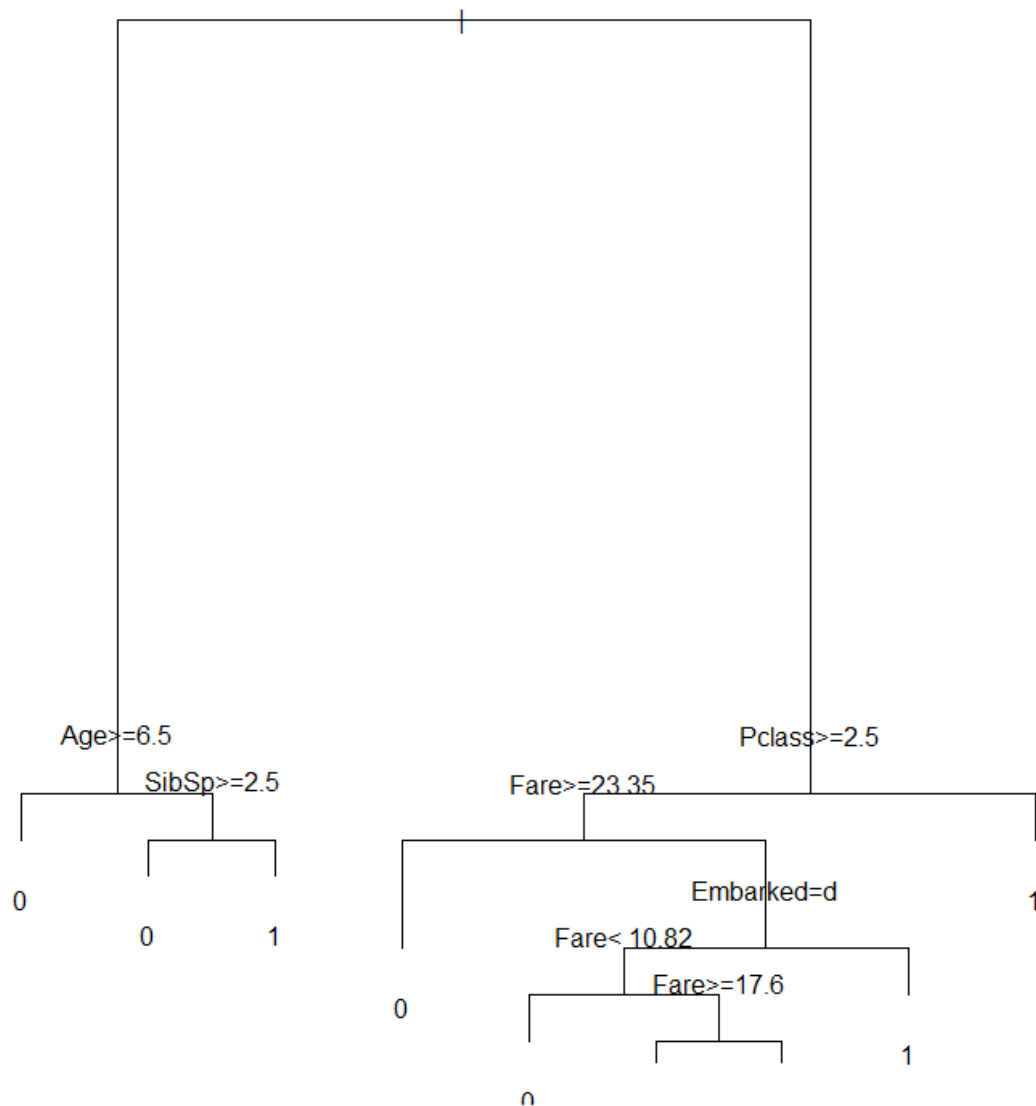 Age>=6.5
Pclass>=2.5
SibSp>=2.5
Fare>=23.35
0
Embarked=d
1
0
1
Fare< 10.82
Fare>=17.6
0
1
0